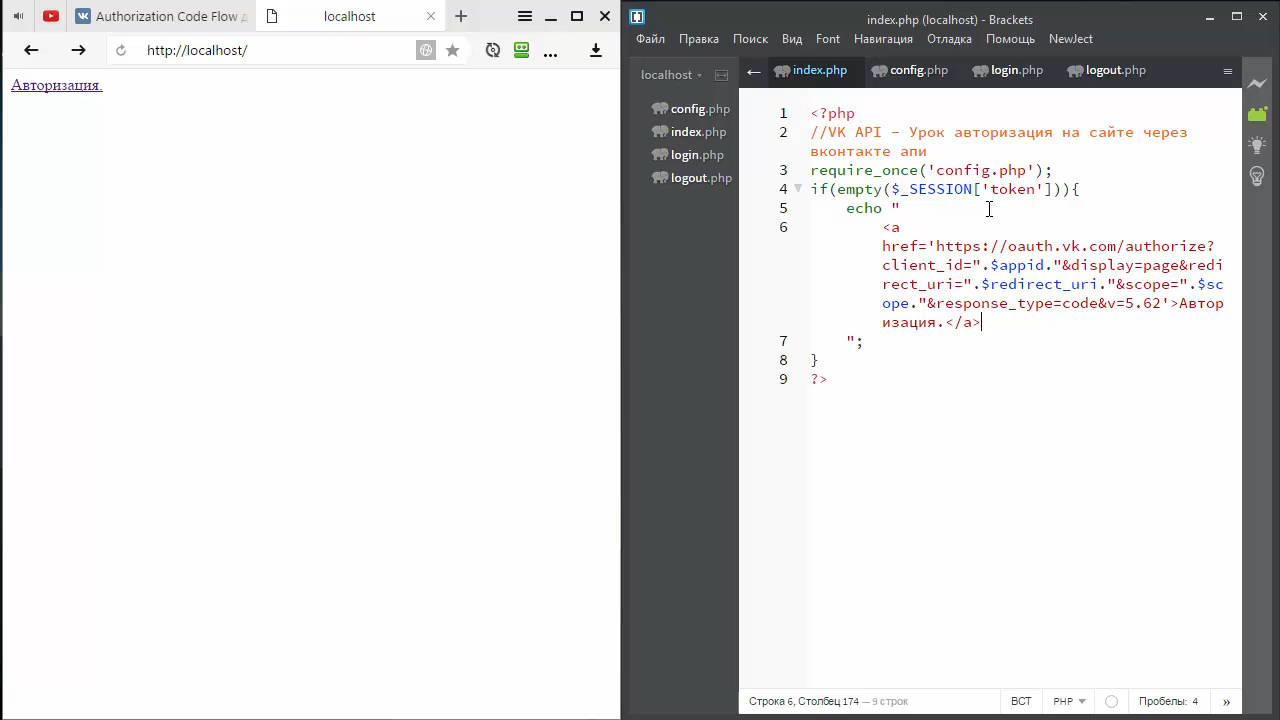 Authorization Code Flow д
localhost
http://localhost/
...
Авторизация.
index.php (localhost) - Brackets
Файл Правка Поиск Вид Font Навигация Отладка Помощь NewJect
localhost
config.php
index.php
login.php
logout.php
index.php config.php login.php logout.php
1 <?php
2 //VK API - Урок авторизация на сайте через
вконтакте апи
3 require_once('config.php');
4 if(empty($_SESSION['token'])){
5 echo "
6 <a
href='https://oauth.vk.com/authorize?
client_id=".$appid."&display=page&redi
rect_uri=".$redirect_uri."&scope=".$sc
ope."&response_type=code&v=5.62'>Автор
изация.</a>
7 ";
8 }
9 ?>
Строка 6, Столбец 174 — 9 строк
ВСТ
PHP
Пробелы: 4
»